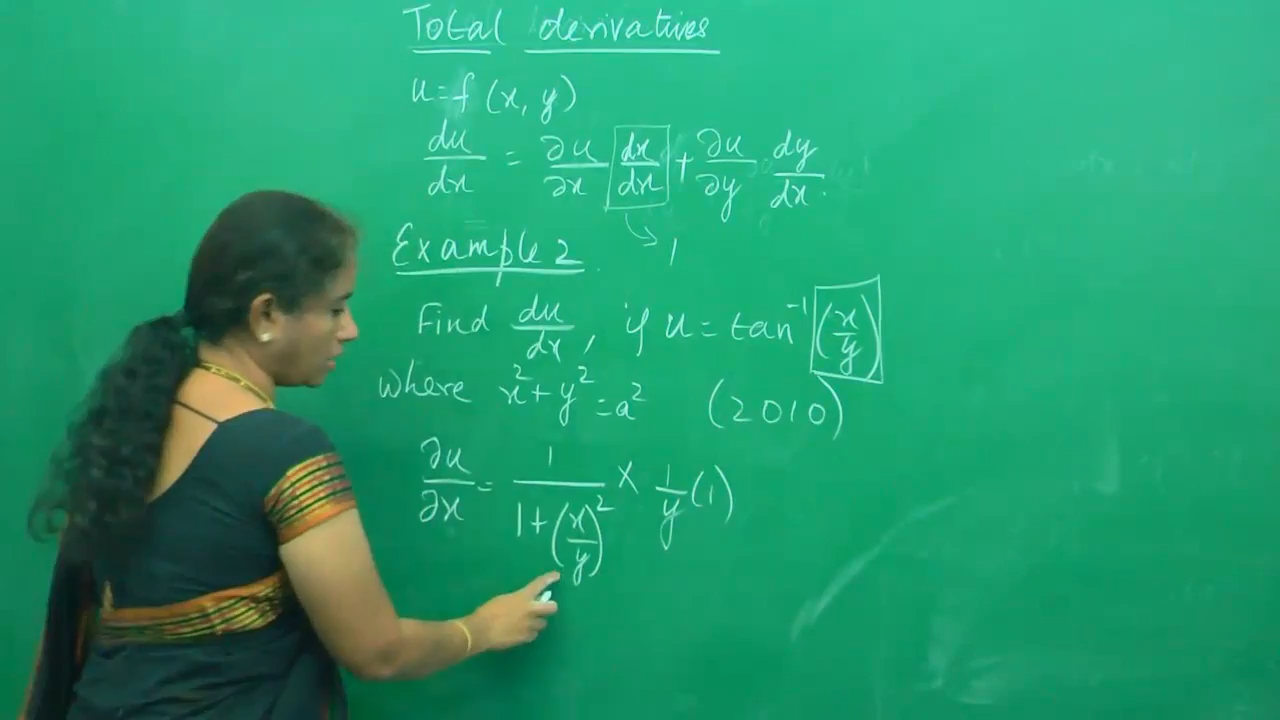 Total derivatives
u = f (x, y)
du/dx = ∂u/∂x dx/dx + ∂u/∂y dy/dx.
→ 1
Example 2.
Find du/dx, if u = tan⁻¹ (x/y)
where x² + y² = a² (2010)
∂u/∂x = 1/(1+(x/y)²) × 1/y (1)